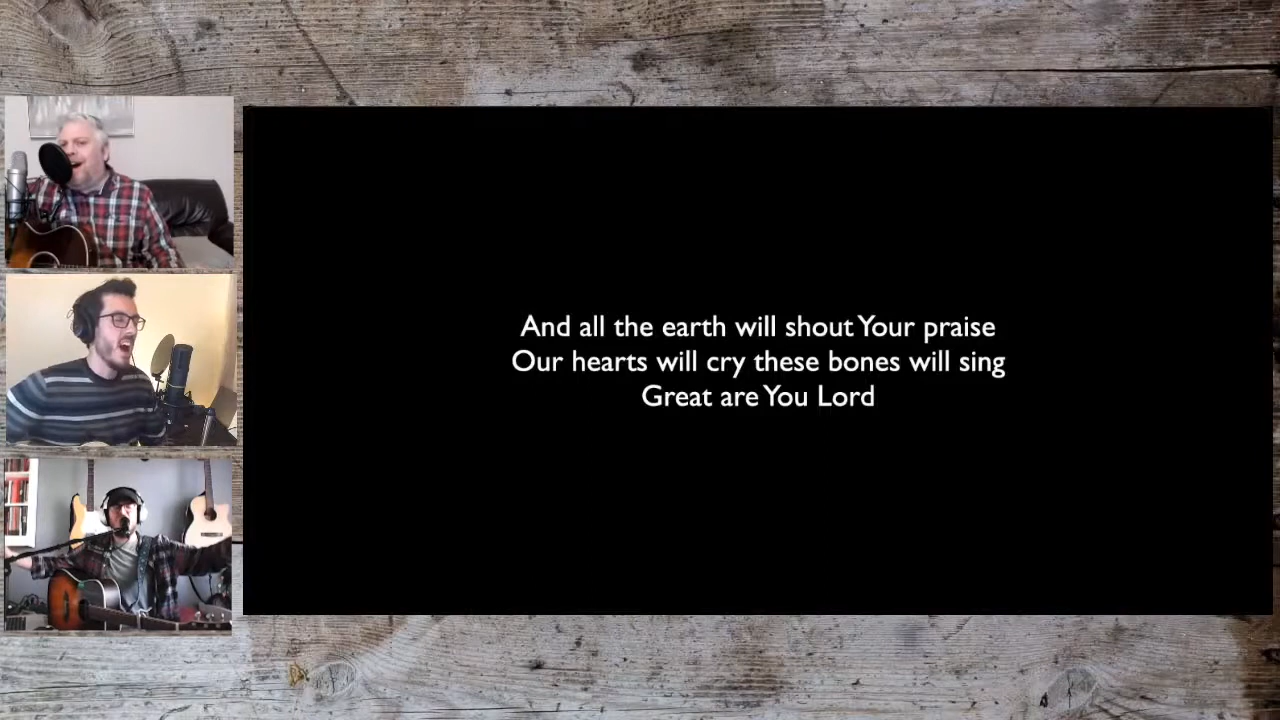 And all the earth will shout Your praise
Our hearts will cry these bones will sing
Great are You Lord